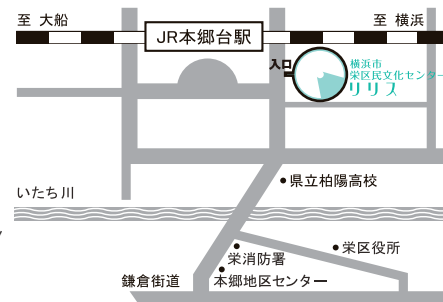 至 大船
JR本郷台駅
至 横浜
入口
横浜市
栄区民文化センター
リリス
県立柏陽高校
いたち川
栄消防署
栄区役所
鎌倉街道
本郷地区センター